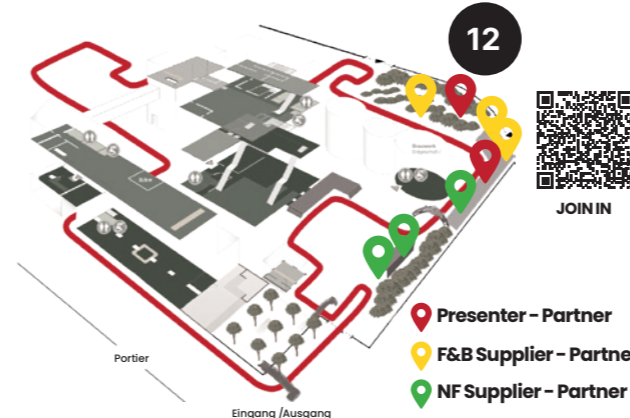 12
JOIN IN
Presenter - Partner
F&B Supplier - Partne
NF Supplier - Partner
Portier
Eingang /Ausgang